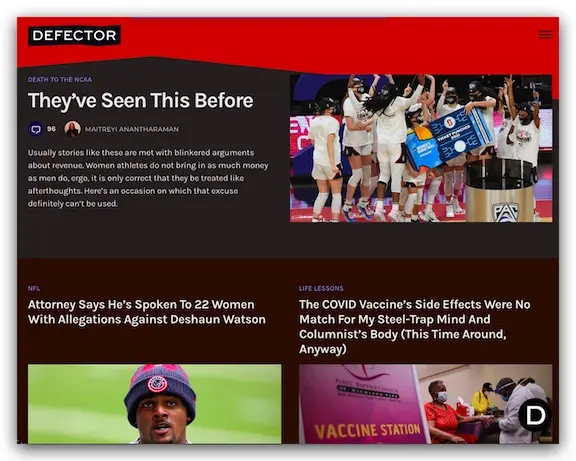 DEFECTOR
DEATH TO THE NCAA
They've Seen This Before
96 MAITREYI ANANTHARAMAN
Usually stories like these are met with blinkered arguments
about revenue. Women athletes do not bring in as much money
as men do, ergo, it is only correct that they be treated like
afterthoughts. Here's an occasion on which that excuse
definitely can't be used.
PAC
NFL
Attorney Says He's Spoken To 22 Women
With Allegations Against Deshaun Watson
LIFE LESSONS
The COVID Vaccine's Side Effects Were No
Match For My Steel-Trap Mind And
Columnist's Body (This Time Around,
Anyway)
VACCINE STATION
D